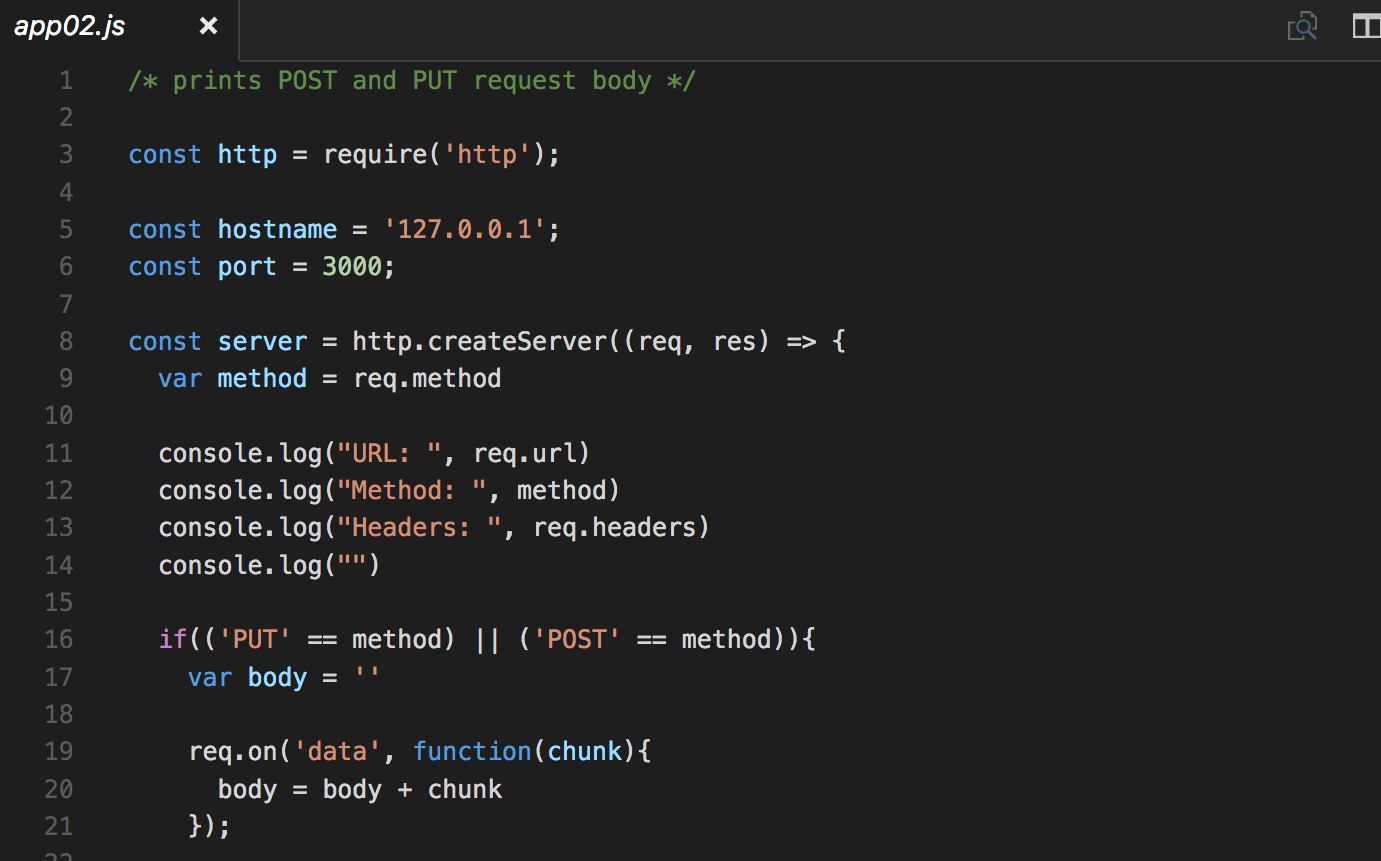 app02.js
1 /* prints POST and PUT request body */
2
3 const http = require('http');
4
5 const hostname = '127.0.0.1';
6 const port = 3000;
7
8 const server = http.createServer((req, res) => {
9   var method = req.method
10
11   console.log("URL: ", req.url)
12   console.log("Method: ", method)
13   console.log("Headers: ", req.headers)
14   console.log("")
15
16   if(('PUT' == method) || ('POST' == method)){
17     var body = ''
18
19     req.on('data', function(chunk){
20       body = body + chunk
21     });
22